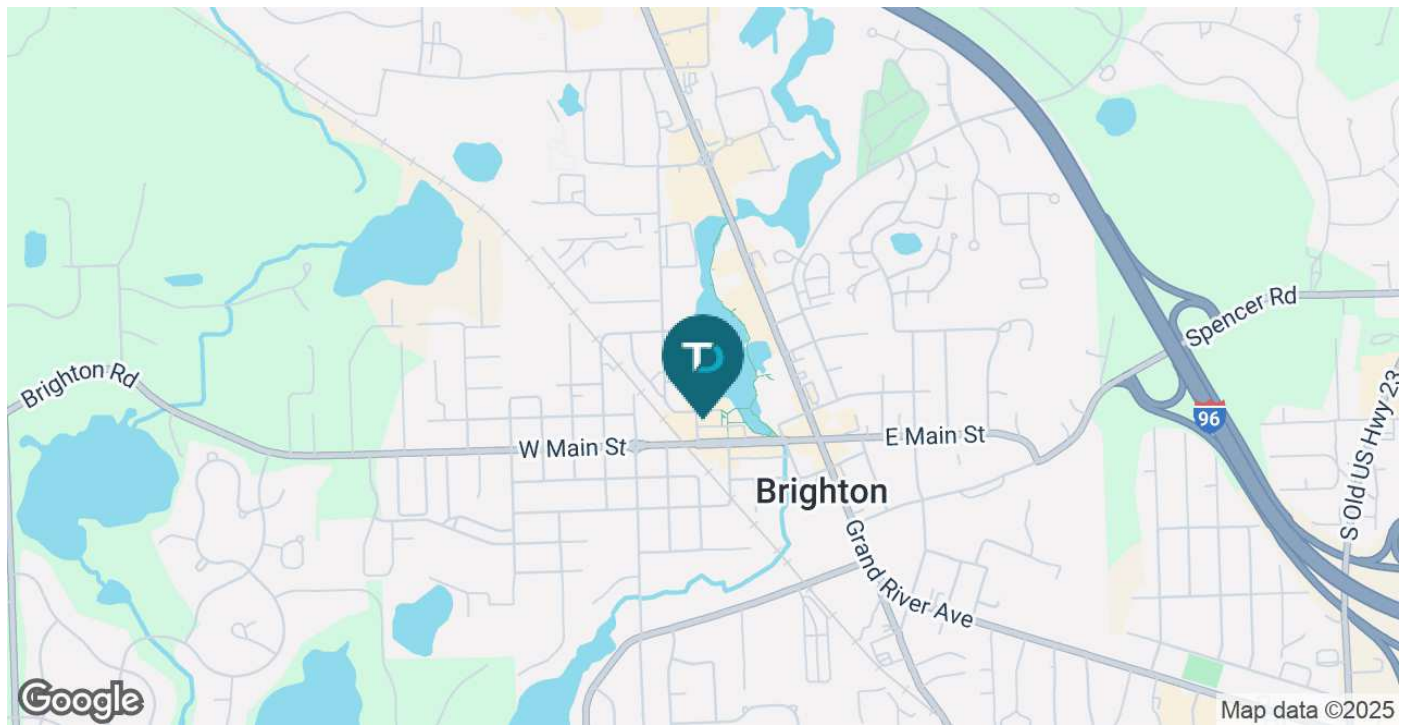 Spencer Rd
Brighton Rd
S Old US Hwy 23
96
E Main St
W Main St
Brighton
Grand River Ave
Google
Map data ©2025